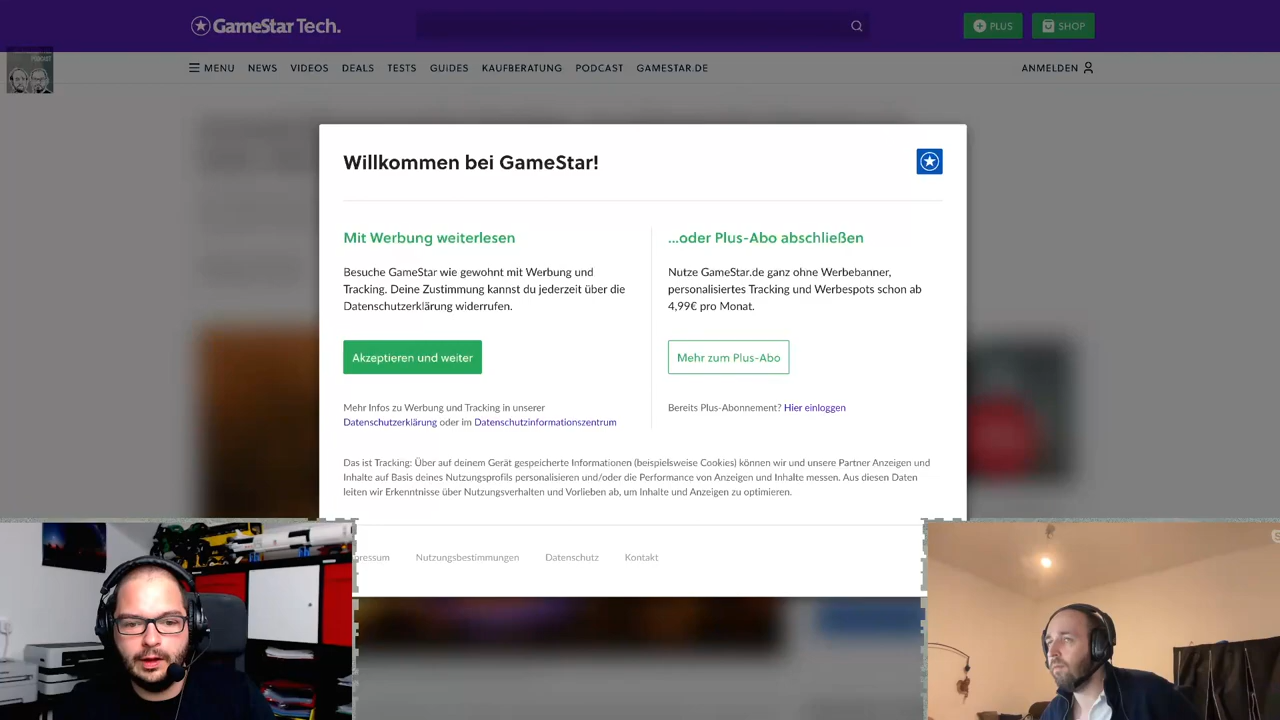 GameStar Tech.
PLUS
SHOP
PODCAST
MENU NEWS VIDEOS DEALS TESTS GUIDES KAUFBERATUNG PODCAST GAMESTAR.DE ANMELDEN
Willkommen bei GameStar!
Mit Werbung weiterlesen
Besuche GameStar wie gewohnt mit Werbung und
Tracking. Deine Zustimmung kannst du jederzeit über die
Datenschutzerklärung widerrufen.
Akzeptieren und weiter
Mehr Infos zu Werbung und Tracking in unserer
Datenschutzerklärung oder im Datenschutzinformationszentrum
...oder Plus-Abo abschließen
Nutze GameStar.de ganz ohne Werbebanner,
personalisiertes Tracking und Werbespots schon ab
4,99€ pro Monat.
Mehr zum Plus-Abo
Bereits Plus-Abonnement? Hier einloggen
Das ist Tracking: Über auf deinem Gerät gespeicherte Informationen (beispielsweise Cookies) können wir und unsere Partner Anzeigen und
Inhalte auf Basis deines Nutzungsprofils personalisieren und/oder die Performance von Anzeigen und Inhalte messen. Aus diesen Daten
leiten wir Erkenntnisse über Nutzungsverhalten und Vorlieben ab, um Inhalte und Anzeigen zu optimieren.
pressum Nutzungsbestimmungen Datenschutz Kontakt